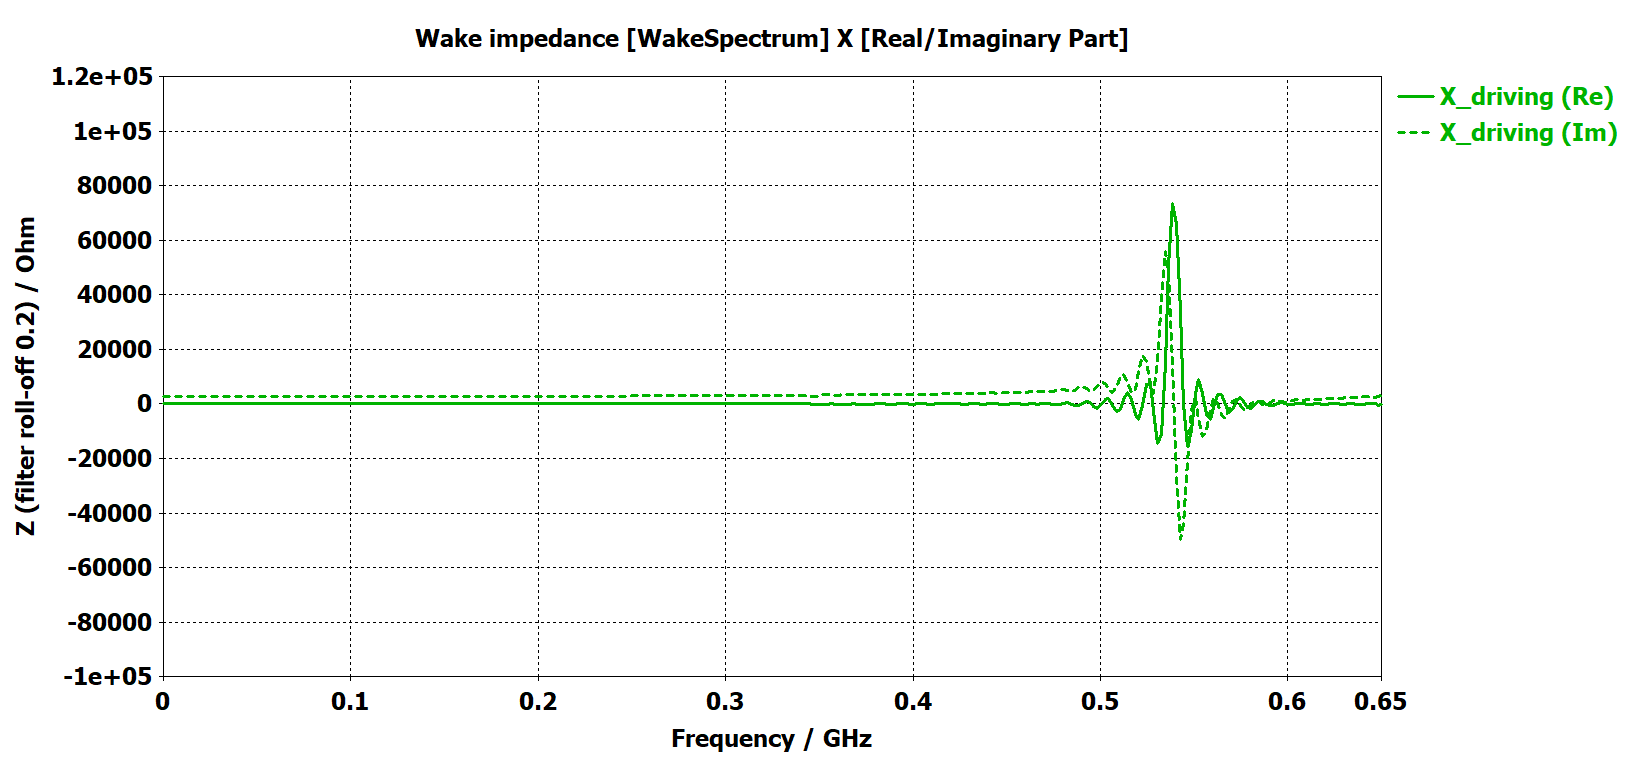 Wake impedance [WakeSpectrum] X [Real/Imaginary Part]
1.2e+05
1e+05
80000
60000
40000
20000
0
-20000
-40000
-60000
-80000
-1e+05
Z (filter roll-off 0.2) / Ohm
0 0.1 0.2 0.3 0.4 0.5 0.6 0.65
Frequency / GHz
X_driving (Re)
X_driving (Im)